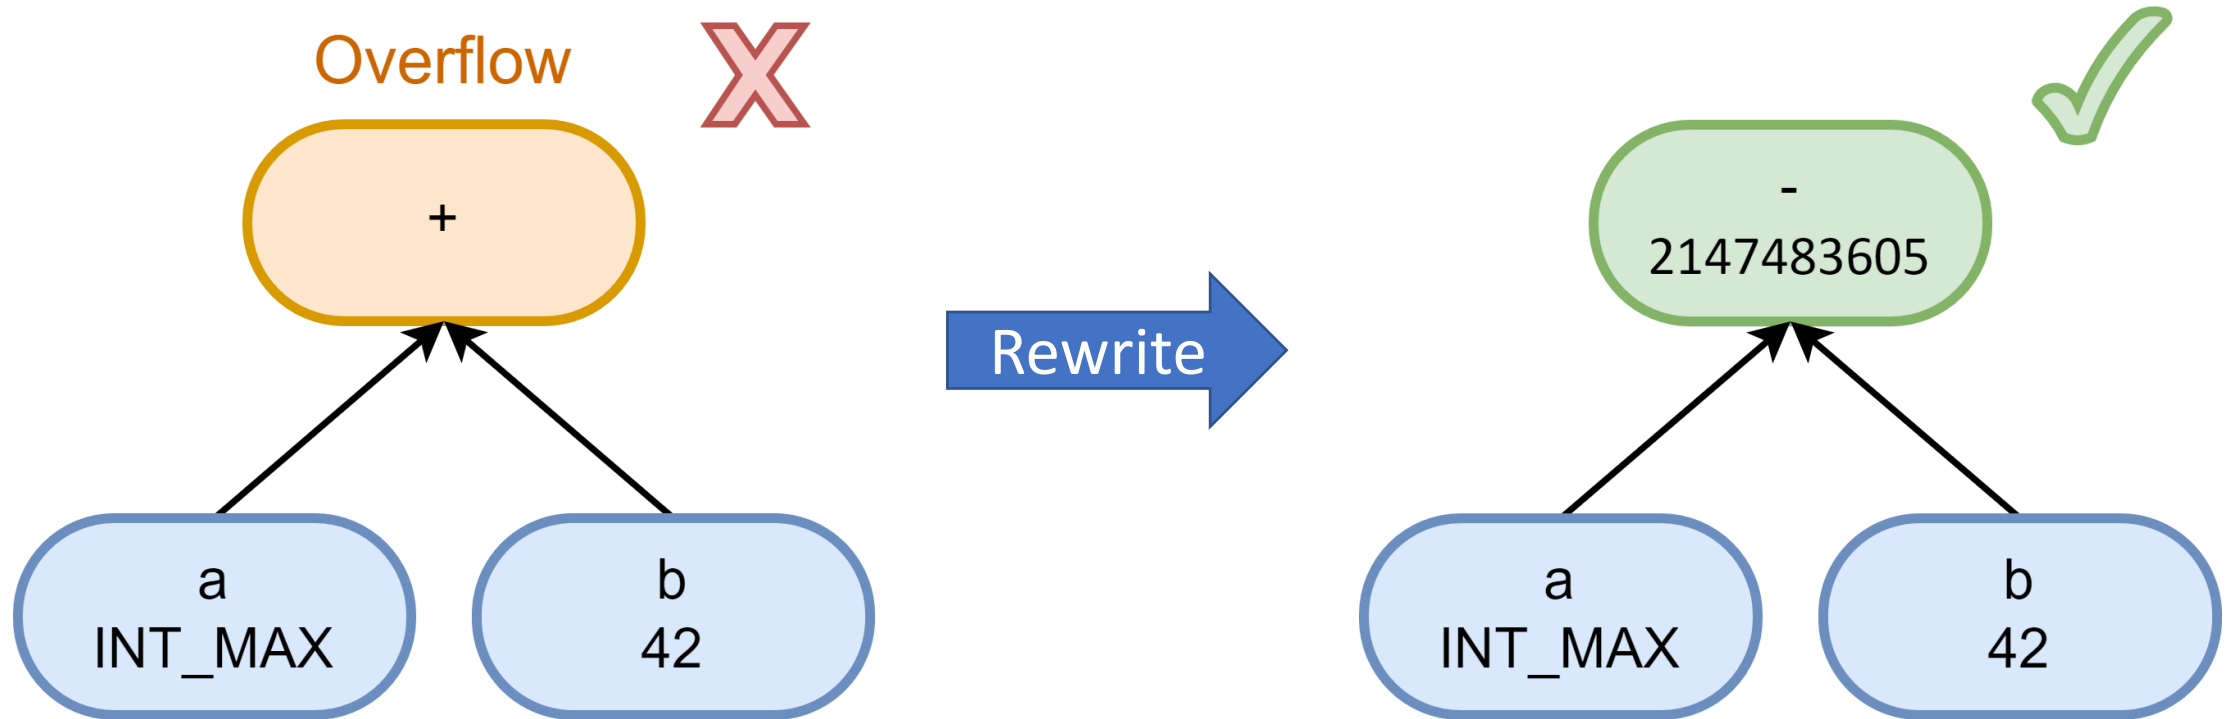 Overflow
X
+
a
INT_MAX
b
42
Rewrite
-
2147483605
a
INT_MAX
b
42